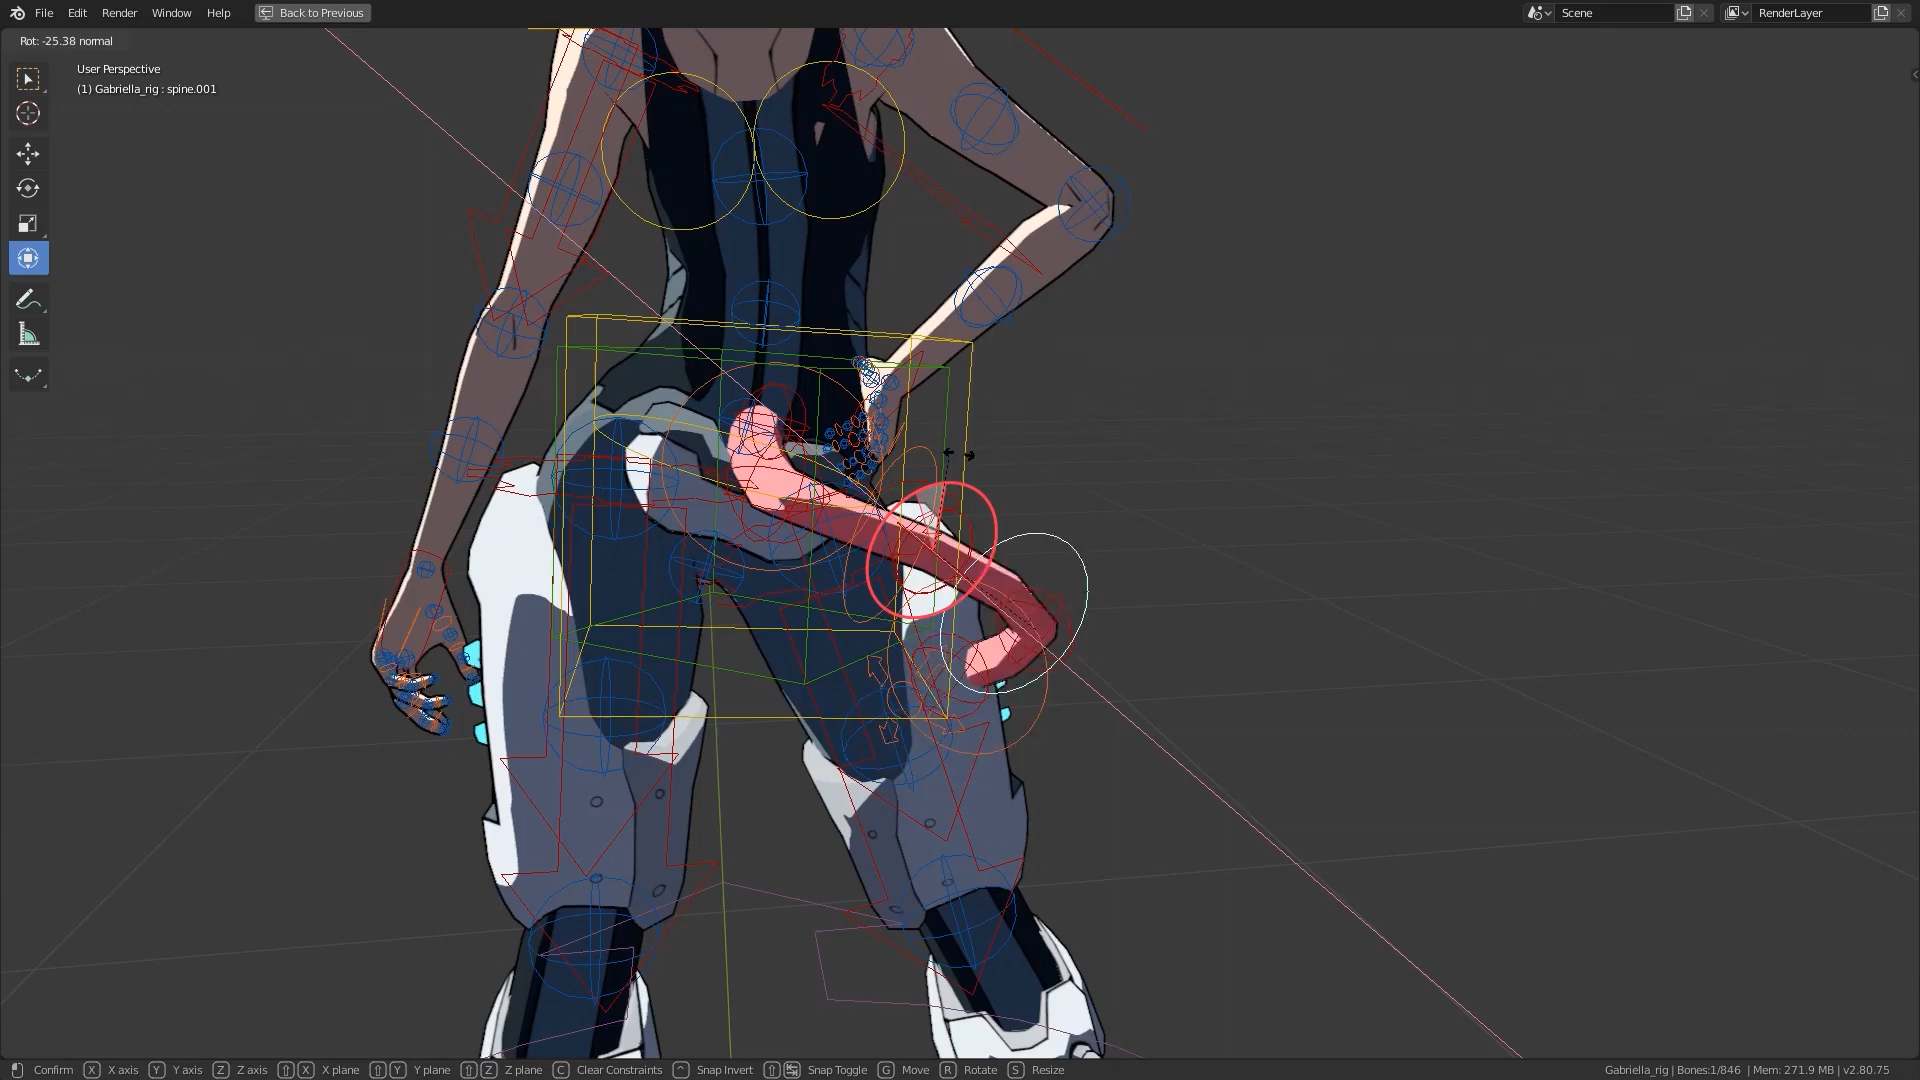 File Edit Render Window Help Back to Previous Scene RenderLayer
Rot: -25.38 normal
User Perspective
(1) Gabriella_rig : spine.001
Confirm X X axis Y Y axis Z Z axis X X plane Y Y plane Z Z plane C Clear Constraints ^ Snap Invert Snap Toggle G Move R Rotate S Resize Gabriella_rig | Bones:1/846 | Mem: 271.9 MB | v2.80.75